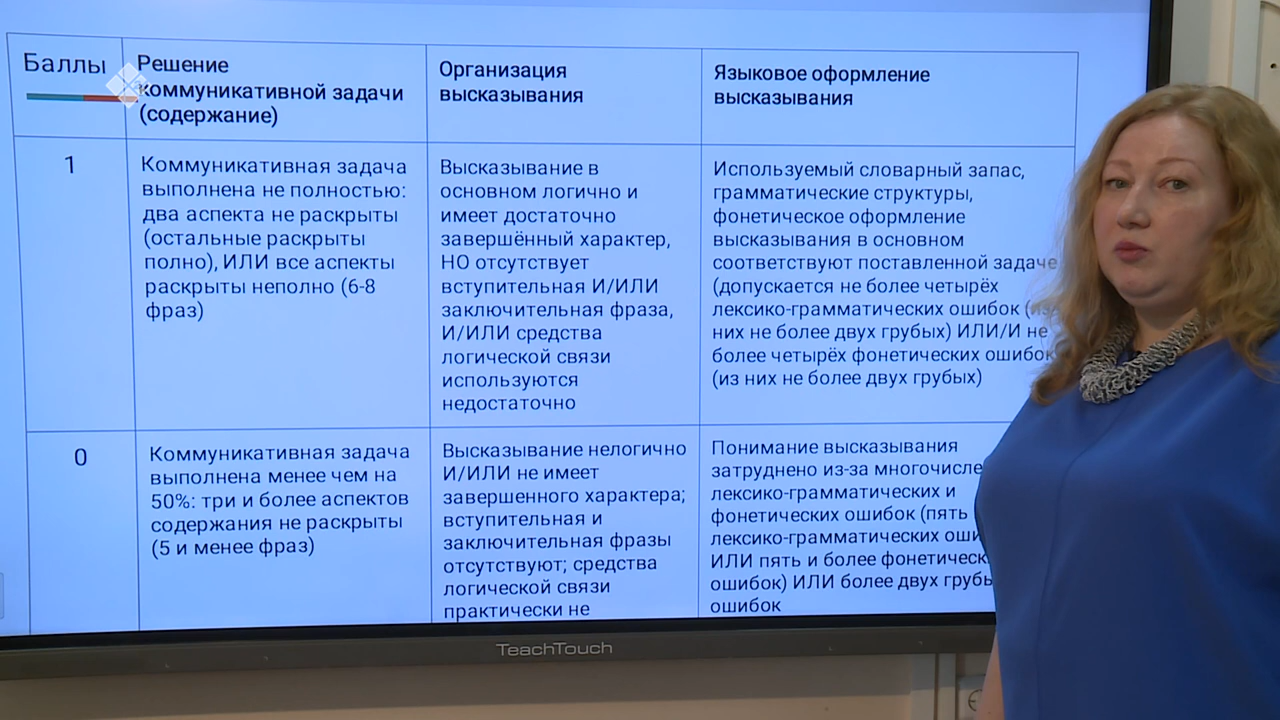 Баллы
Решение
коммуникативной задачи
(содержание)
Организация
высказывания
Языковое оформление
высказывания
1
Коммуникативная задача
выполнена не полностью:
два аспекта не раскрыты
(остальные раскрыты
полно), ИЛИ все аспекты
раскрыты неполно (6-8
фраз)
Высказывание в
основном логично и
имеет достаточно
завершённый характер,
НО отсутствует
вступительная И/ИЛИ
заключительная фраза,
И/ИЛИ средства
логической связи
используются
недостаточно
Используемый словарный запас,
грамматические структуры,
фонетическое оформление
высказывания в основном
соответствуют поставленной задаче
(допускается не более четырёх
лексико-грамматических ошибок (из
них не более двух грубых) ИЛИ/И не
более четырёх фонетических ошибок
(из них не более двух грубых)
0
Коммуникативная задача
выполнена менее чем на
50%: три и более аспектов
содержания не раскрыты
(5 и менее фраз)
Высказывание нелогично
И/ИЛИ не имеет
завершенного характера;
вступительная и
заключительная фразы
отсутствуют; средства
логической связи
практически не
Понимание высказывания
затруднено из-за
лексико-грамматических и
фонетических ошибок (пять
лексико-грамматических
ИЛИ пять и более
ошибок) ИЛИ более двух
ошибок
TeachTouch